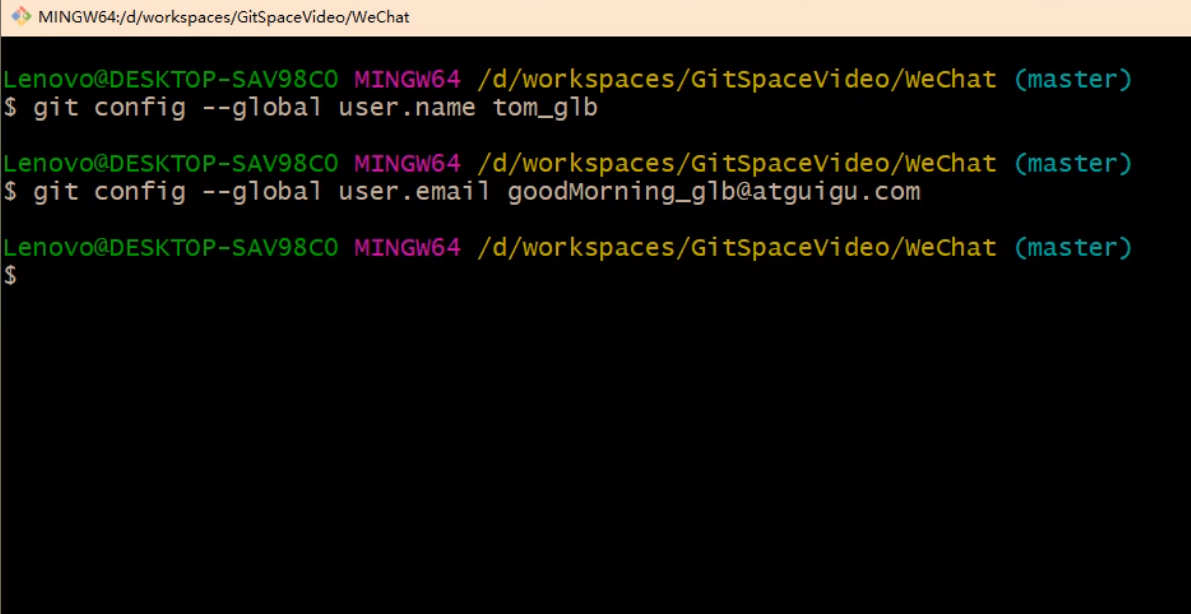 MINGW64:/d/workspaces/GitSpaceVideo/WeChat
Lenovo@DESKTOP-SAV98C0 MINGW64 /d/workspaces/GitSpaceVideo/WeChat (master)
$ git config --global user.name tom_glb
Lenovo@DESKTOP-SAV98C0 MINGW64 /d/workspaces/GitSpaceVideo/WeChat (master)
$ git config --global user.email goodMorning_glb@atguigu.com
Lenovo@DESKTOP-SAV98C0 MINGW64 /d/workspaces/GitSpaceVideo/WeChat (master)
$